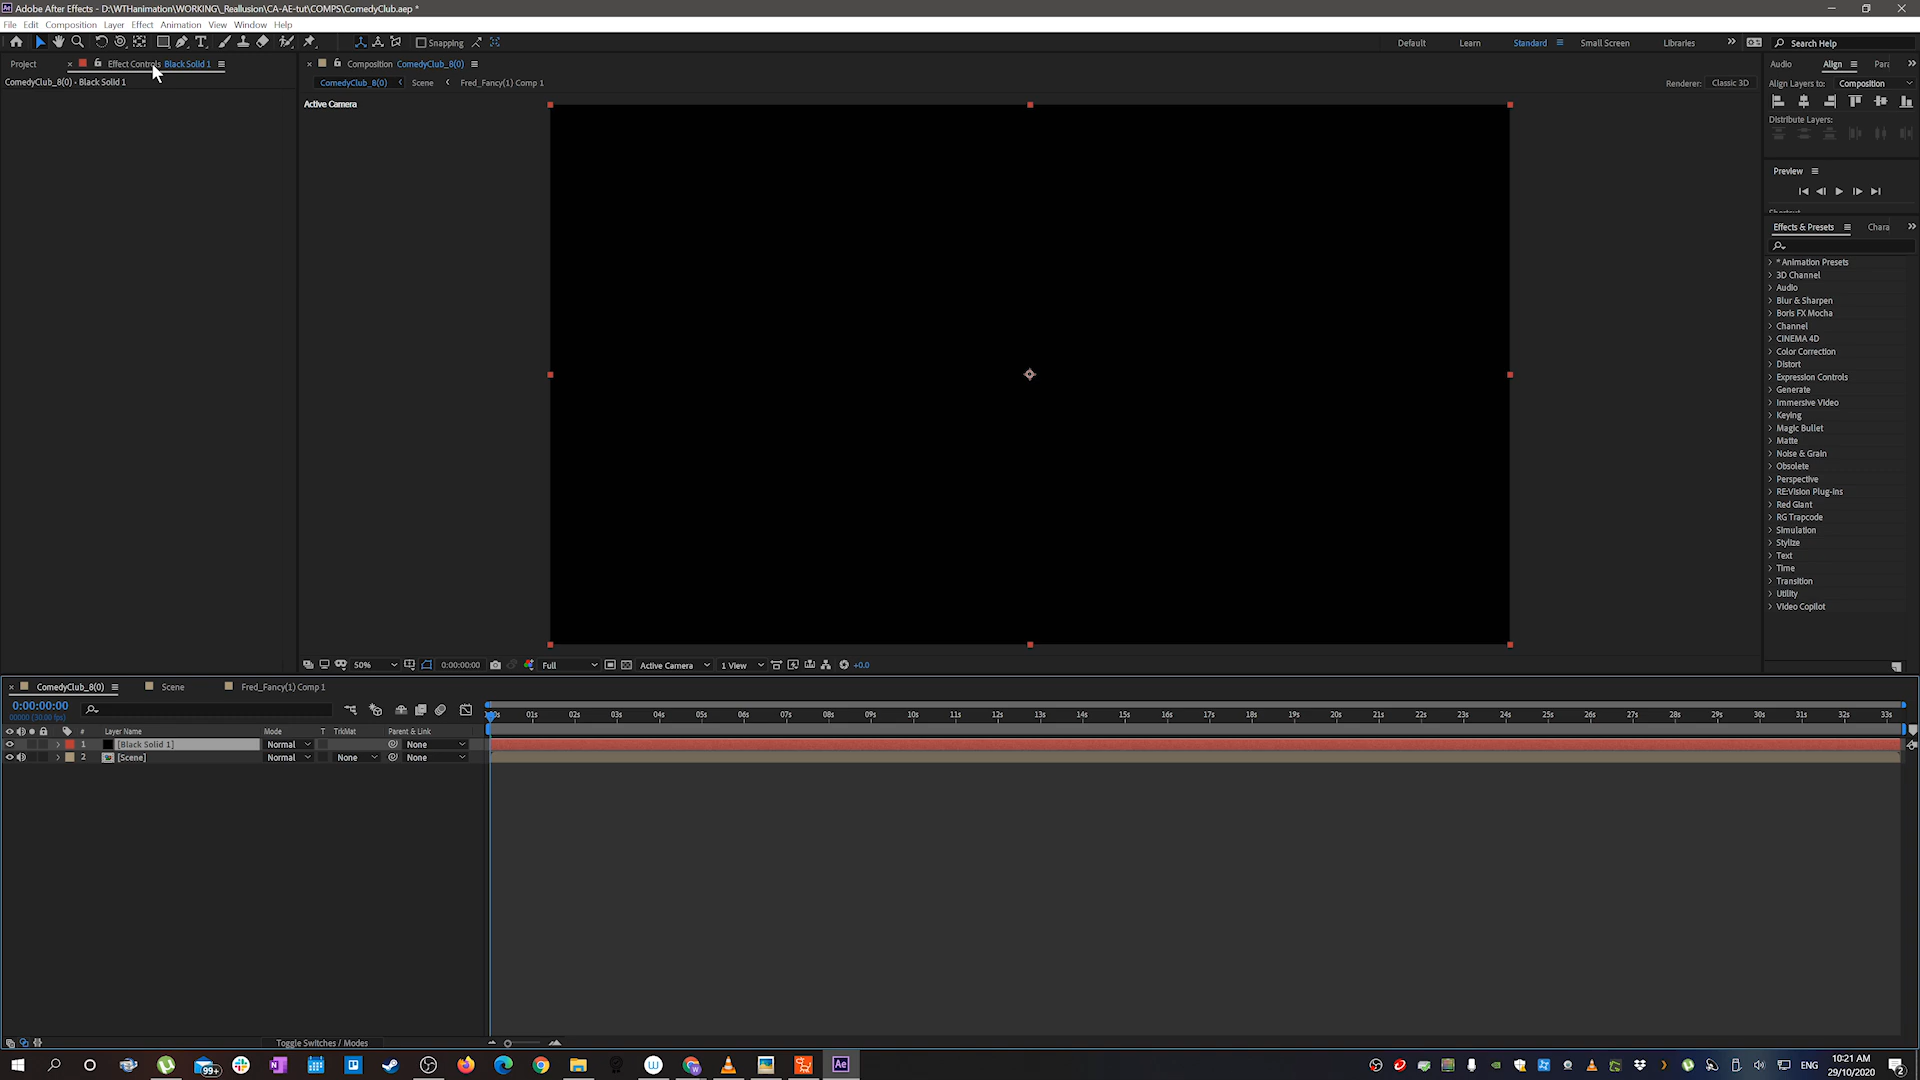 Adobe After Effects - D:\WTHanimation\WORKING\_Reallusion\CA-AE-tut\COMPS\ComedyClub.aep *
File Edit Composition Layer Effect Animation View Window Help
Snapping
Default Learn Standard Small Screen Libraries Search Help
Project Effect Controls Black Solid 1
ComedyClub_8(0) • Black Solid 1
Composition ComedyClub_8(0)
ComedyClub_8(0) Scene Fred_Fancy(1) Comp 1
Renderer: Classic 3D
Active Camera
Audio Align Para
Align Layers to: Composition
Distribute Layers:
Preview
Effects & Presets Chara
* Animation Presets
3D Channel
Audio
Blur & Sharpen
Boris FX Mocha
Channel
CINEMA 4D
Color Correction
Distort
Expression Controls
Generate
Immersive Video
Keying
Magic Bullet
Matte
Noise & Grain
Obsolete
Perspective
RE:Vision Plug-ins
Red Giant
RG Trapcode
Simulation
Stylize
Text
Time
Transition
Utility
Video Copilot
50% 0:00:00:00 Full Active Camera 1 View +0.0
ComedyClub_8(0) Scene Fred_Fancy(1) Comp 1
0:00:00:00
00000 (30.00 fps)
01s 02s 03s 04s 05s 06s 07s 08s 09s 10s 11s 12s 13s 14s 15s 16s 17s 18s 19s 20s 21s 22s 23s 24s 25s 26s 27s 28s 29s 30s 31s 32s 33s
# Layer Name Mode T TrkMat Parent & Link
1 [Black Solid 1] Normal None
2 [Scene] Normal None None
Toggle Switches / Modes
99+
Ae
ENG
10:21 AM
29/10/2020
2